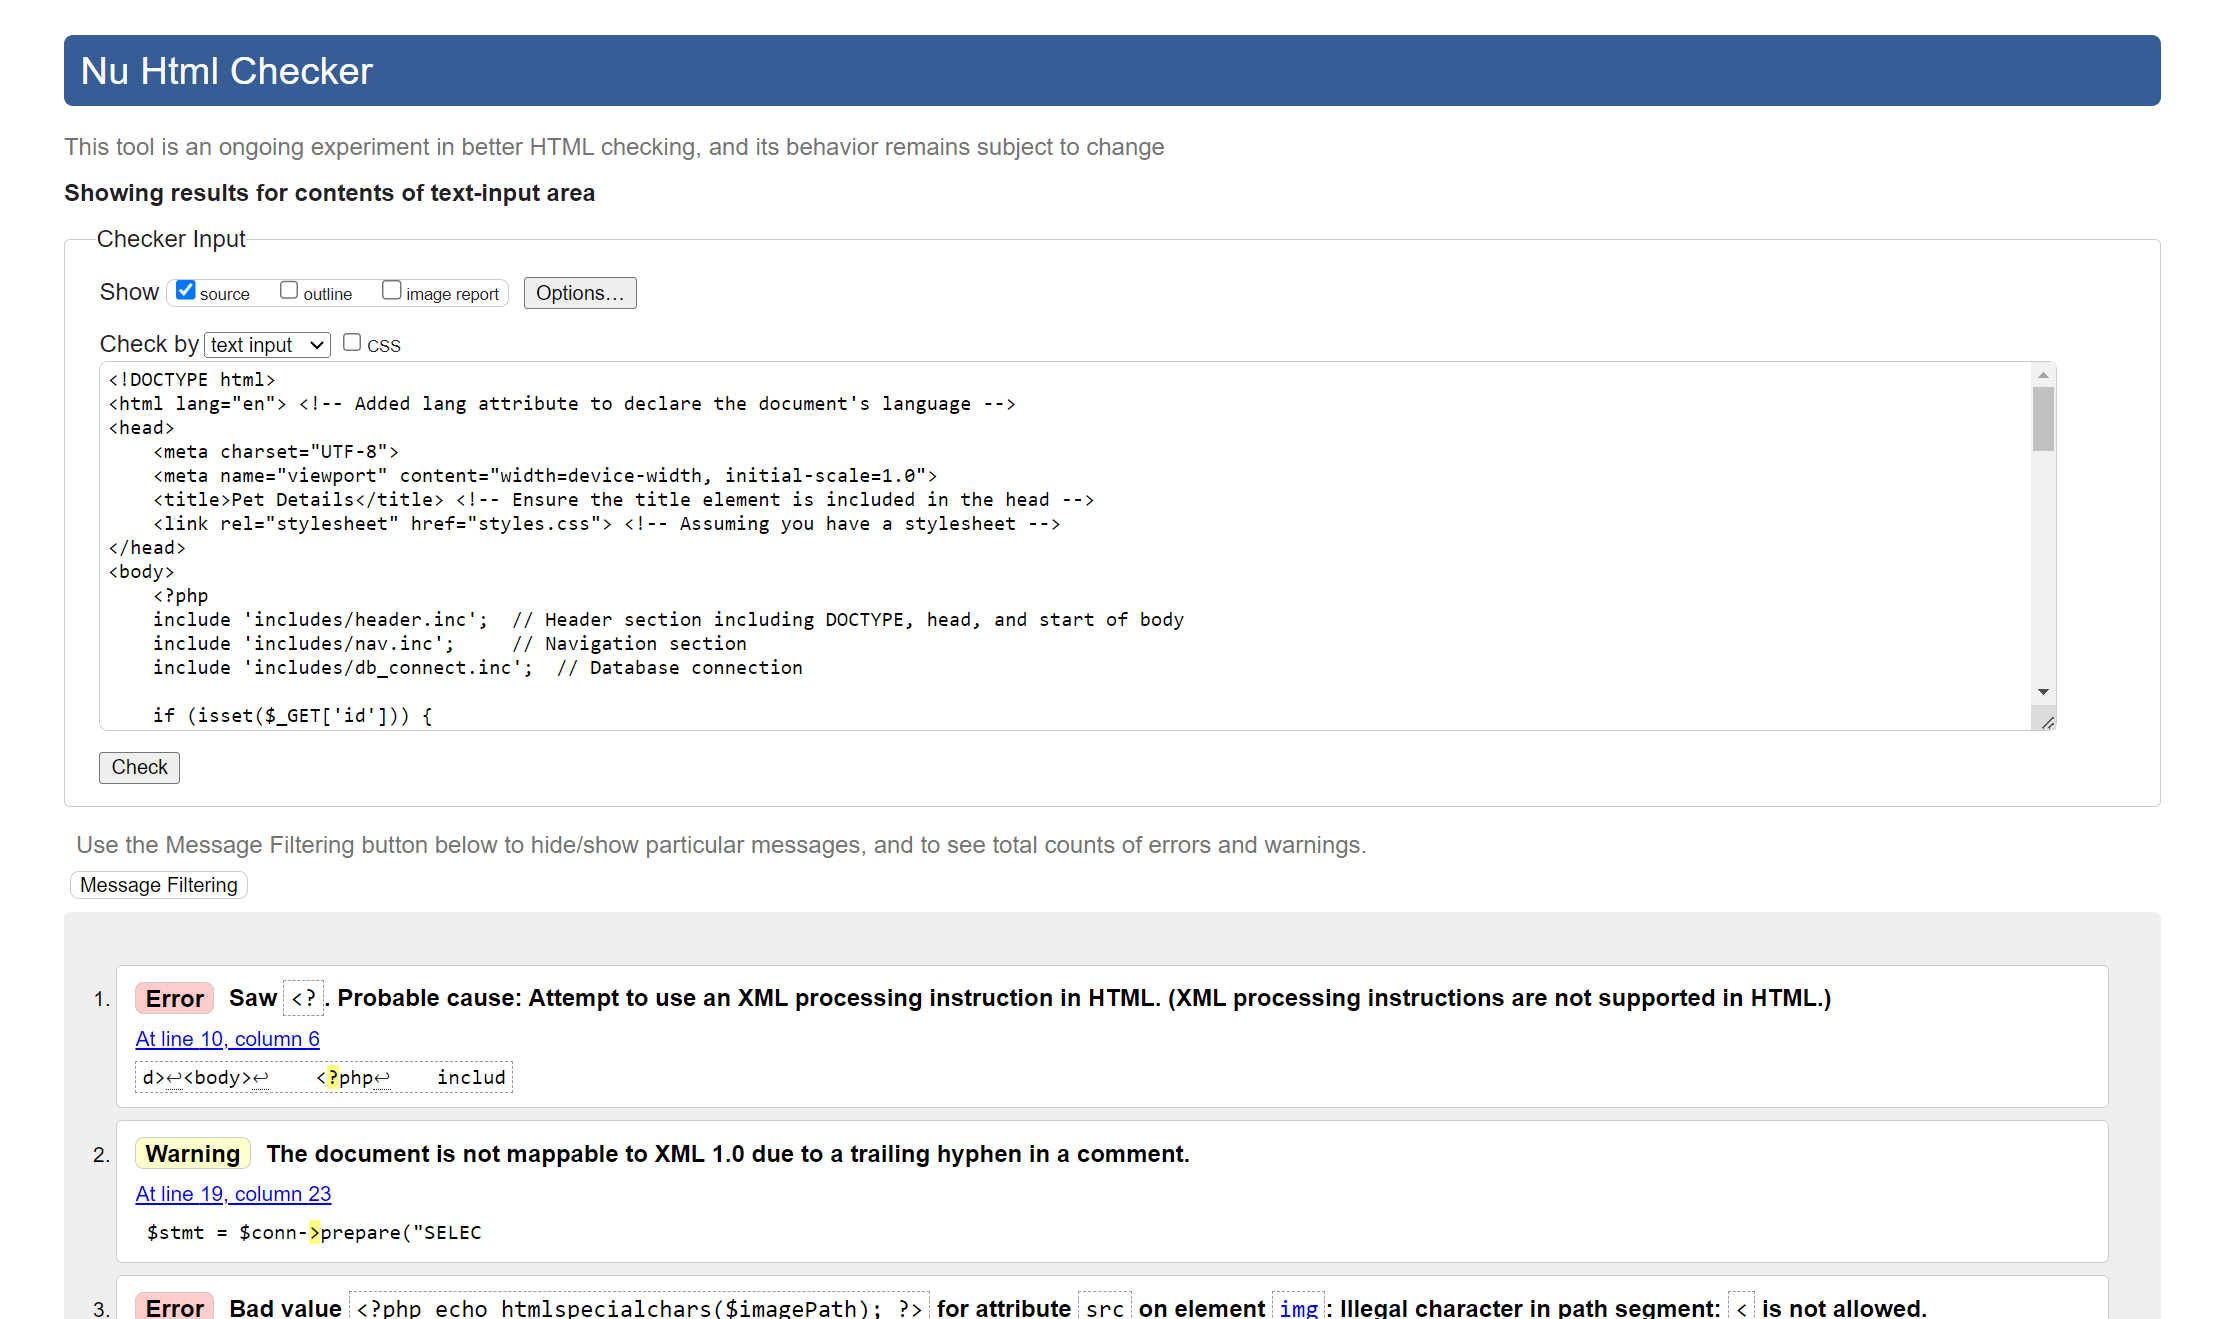 Nu Html Checker
This tool is an ongoing experiment in better HTML checking, and its behavior remains subject to change
Showing results for contents of text-input area
Checker Input
Show source outline image report Options...
Check by text input CSS
<!DOCTYPE html>
<html lang="en"> <!-- Added lang attribute to declare the document's language -->
<head>
    <meta charset="UTF-8">
    <meta name="viewport" content="width=device-width, initial-scale=1.0">
    <title>Pet Details</title> <!-- Ensure the title element is included in the head -->
    <link rel="stylesheet" href="styles.css"> <!-- Assuming you have a stylesheet -->
</head>
<body>
    <?php
    include 'includes/header.inc';  // Header section including DOCTYPE, head, and start of body
    include 'includes/nav.inc';     // Navigation section
    include 'includes/db_connect.inc';  // Database connection
    if (isset($_GET['id'])) {
Check
Use the Message Filtering button below to hide/show particular messages, and to see total counts of errors and warnings.
Message Filtering
1. Error Saw <?. Probable cause: Attempt to use an XML processing instruction in HTML. (XML processing instructions are not supported in HTML.)
At line 10, column 6
d>↩<body>↩    <?php↩    includ
2. Warning The document is not mappable to XML 1.0 due to a trailing hyphen in a comment.
At line 19, column 23
$stmt = $conn->prepare("SELEC
3. Error Bad value <?php echo htmlspecialchars($imagePath); ?> for attribute src on element img: Illegal character in path segment: < is not allowed.